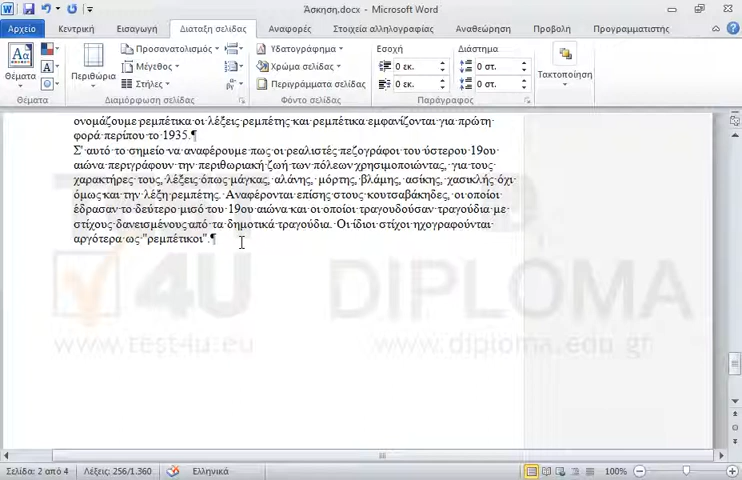 Άσκηση.docx - Microsoft Word
Αρχείο Κεντρική Εισαγωγή Διαταξη σελίδας Αναφορές Στοιχεία αλληλογραφίας Αναθεώρηση Προβολη Προγραμματιστής
Προσανατολισμός Υδατογράφημα Εσοχή Διάστημα
Θέματα Περιθώρια Μέγεθος Χρώμα σελίδας 0 εκ. 0 στ. Τακτοποίηση
Στήλες Περιγράμματα σελίδας 0 εκ. 0 στ.
Θέματα Διαμόρφωση σελίδας Φόντο σελίδας Παράγραφος
ονομάζουμε·ρεμπέτικα·οι·λέξεις·ρεμπέτης·και·ρεμπέτικα·εμφανίζονται·για·πρώτη·
φορά·περίπου·το·1935.¶
Σ'·αυτό·το·σημείο·να·αναφέρουμε·πως·οι·ρεαλιστές·πεζογράφοι·του·ύστερου·19ου·
αιώνα·περιγράφουν·την·περιθωριακή·ζωή·των·πόλεων·χρησιμοποιώντας,·για·τους·
χαρακτήρες·τους,·λέξεις·όπως·μάγκας,·αλάνης,·μόρτης,·βλάμης,·ασίκης,·χασικλής·όχι·
όμως·και·την·λέξη·ρεμπέτης.·Αναφέρονται·επίσης·στους·κουτσαβάκηδες,·οι·οποίοι·
έδρασαν·το·δεύτερο·μισό·του·19ου·αιώνα·και·οι·οποίοι·τραγουδούσαν·τραγούδια·με·
στίχους·δανεισμένους·από·τα·δημοτικά·τραγούδια.·Οι·ίδιοι·στίχοι·ηχογραφούνται·
αργότερα·ως·"ρεμπέτικοι".¶
4U DIPLOMA
www.test4u.eu www.diploma.edu.gr
Σελίδα: 2 από 4 Λέξεις: 256/1.360 Ελληνικά 100%